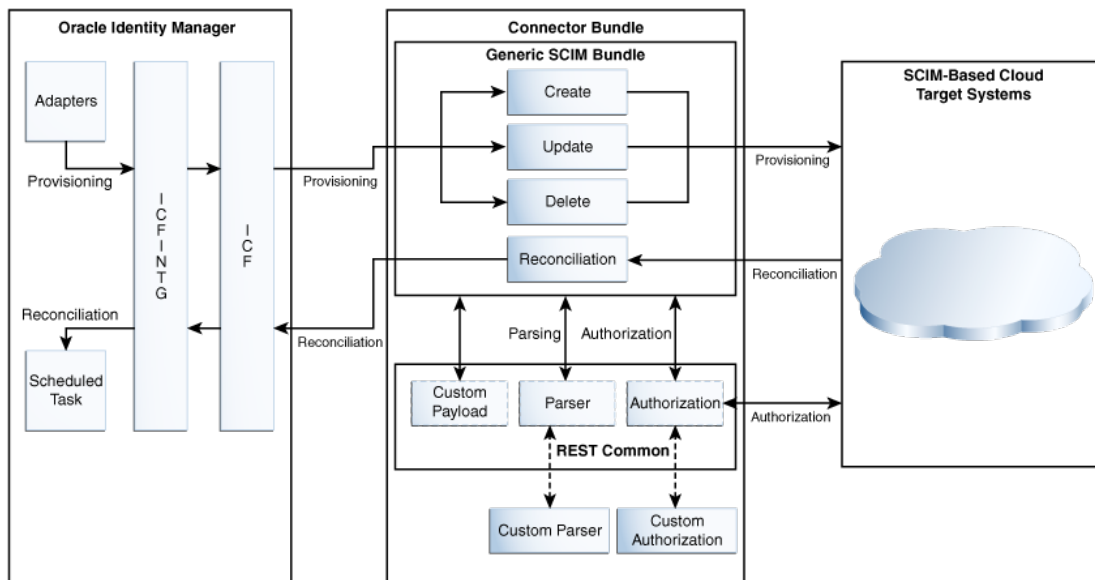 Oracle Identity Manager
Adapters
Provisioning
ICFINTG
ICF
Reconciliation
Scheduled
Task
Provisioning
Reconciliation
Connector Bundle
Generic SCIM Bundle
Create
Update
Delete
Reconciliation
Parsing
Authorization
Custom
Payload
Parser
Authorization
REST Common
Custom Parser
Custom
Authorization
Provisioning
Reconciliation
Authorization
SCIM-Based Cloud
Target Systems